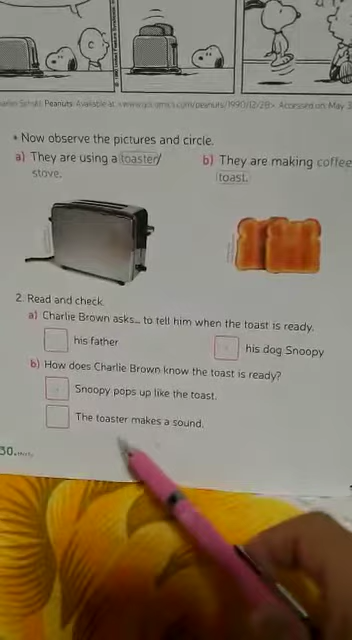 Peanuts. Available at: <www.gocomics.com/peanuts/1990/12/28>. Accessed on: May 3
• Now observe the pictures and circle.
a) They are using a toaster/
stove.
b) They are making coffee
toast.
2. Read and check.
a) Charlie Brown asks... to tell him when the toast is ready.
his father
his dog Snoopy
b) How does Charlie Brown know the toast is ready?
Snoopy pops up like the toast.
The toaster makes a sound.
30